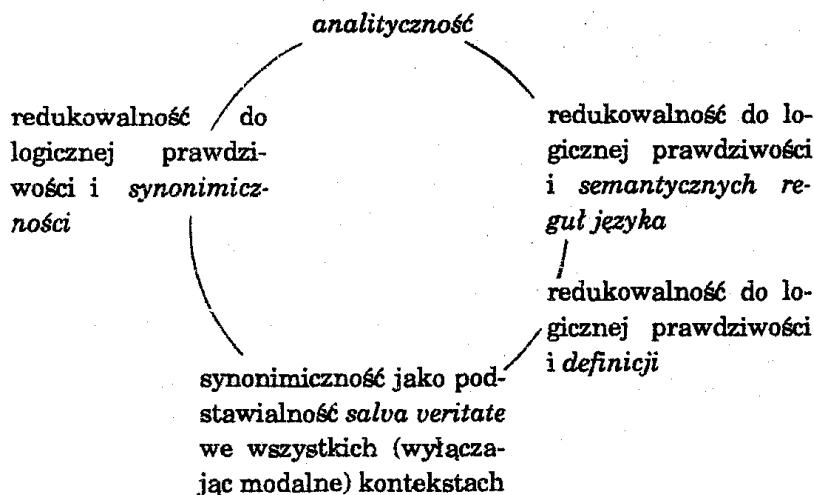 analityczność
redukowalność do
logicznej prawdzi-
wości i synonimicz-
ności
redukowalność do lo-
gicznej prawdziwości
i semantycznych re-
guł języka
redukowalność do lo-
gicznej prawdziwości
i definicji
synonimiczność jako pod-
stawialność salva veritate
we wszystkich (wyłącza-
jąc modalne) kontekstach